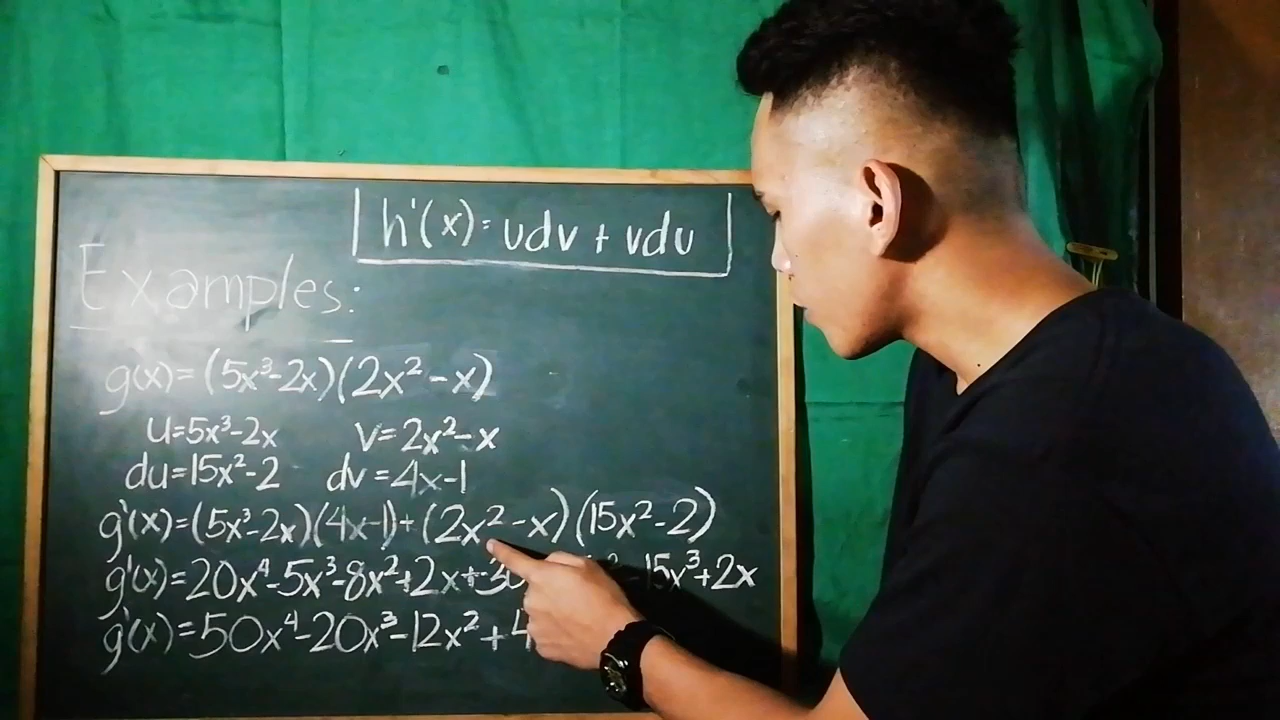 h'(x) = udv + vdu
Examples:
g(x) = (5x³-2x)(2x²-x)
u=5x³-2x v=2x²-x
du=15x²-2 dv=4x-1
g'(x)=(5x³-2x)(4x-1)+(2x²-x)(15x²-2)
g'(x)=20x⁴-5x³-8x²+2x+ 15x³+2x
g'(x)=50x⁴-20x³-12x²+4